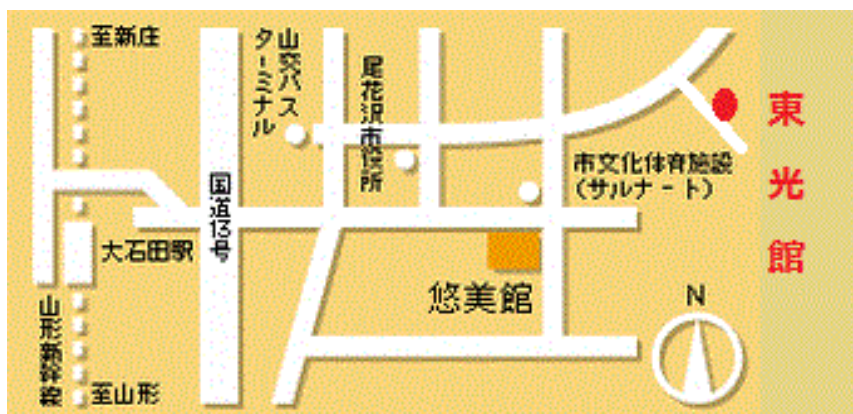 至新庄
山交バス
ターミナル
尾花沢市役所
東光館
市文化体育施設
（サルナート）
国道13号
大石田駅
悠美館
N
山形新幹線
至山形